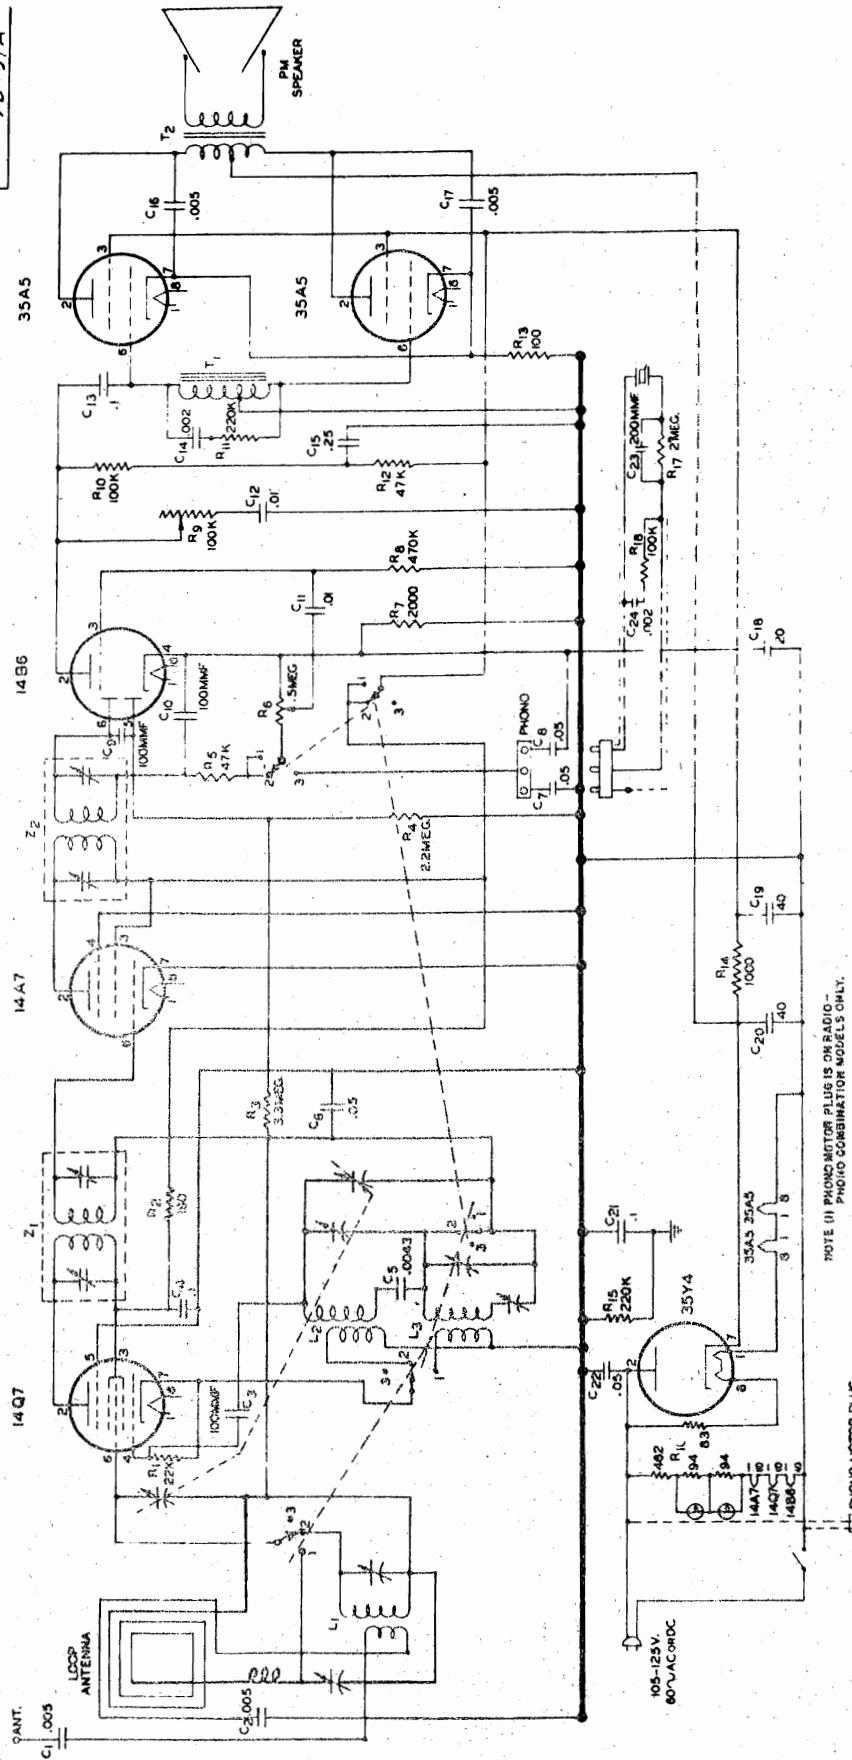 ANT.
C1 .005
LOOP
ANTENNA
C2 .005
L1
14Q7
R1
22K
100MMF
C3
C4
Z1
R2
R3
3.3MEG.
C6
.05
L2
L3
C5
.0043
14A7
Z2
C9
100MMF
C10
100MMF
R5
47K
R4
2.2MEG.
R6
.5MEG
14B6
C11
.01
R7
2000
R8
470K
R9
100K
C12
.01
R10
100K
R12
47K
C13
.1
C14 .002
R11 220K
C15
.25
T1
35A5
35A5
C16
.005
C17
.005
R13
100
T2
PM
SPEAKER
PHONO
C7
.05
C8
.05
C24
.002
R18
100K
C23 200MMF
R17 2MEG.
C18
20
C19
40
R14
1000
C20
40
C21
.1
R15
220K
C22
.05
35Y4
35A5 35A5
83
462
94
94
14A7
14Q7
14B6
105-125V.
60~AC OR DC
NOTE (1) PHONO MOTOR PLUG IS ON RADIO-
PHONO COMBINATION MODELS ONLY.